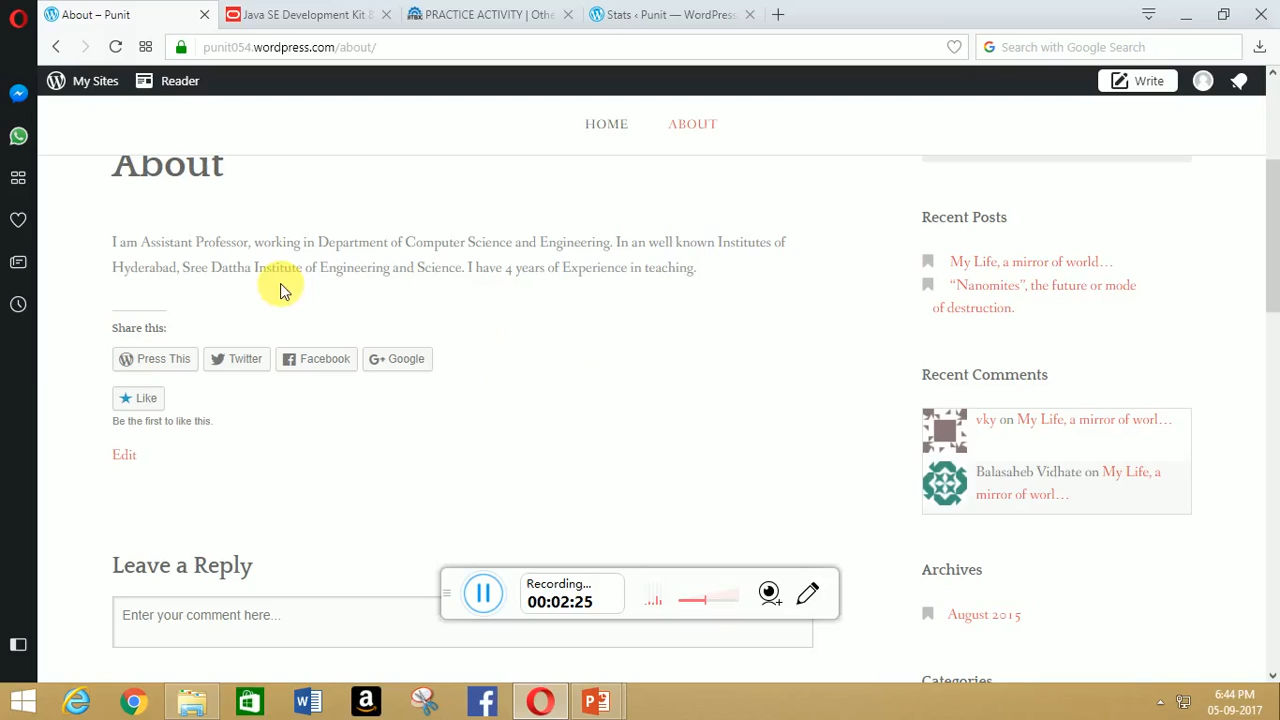 About – Punit
Java SE Development Kit 8
PRACTICE ACTIVITY | Othe
Stats ‹ Punit — WordPress.
punit054.wordpress.com/about/
Search with Google Search
My Sites
Reader
Write
HOME
ABOUT
About
I am Assistant Professor, working in Department of Computer Science and Engineering. In an well known Institutes of
Hyderabad, Sree Dattha Institute of Engineering and Science. I have 4 years of Experience in teaching.
Share this:
Press This
Twitter
Facebook
G+ Google
Like
Be the first to like this.
Edit
Leave a Reply
Enter your comment here...
Recent Posts
My Life, a mirror of world…
“Nanomites”, the future or mode
of destruction.
Recent Comments
vky on My Life, a mirror of worl…
Balasaheb Vidhate on My Life, a
mirror of worl…
Archives
August 2015
Categories
Recording...
00:02:25
6:44 PM
05-09-2017